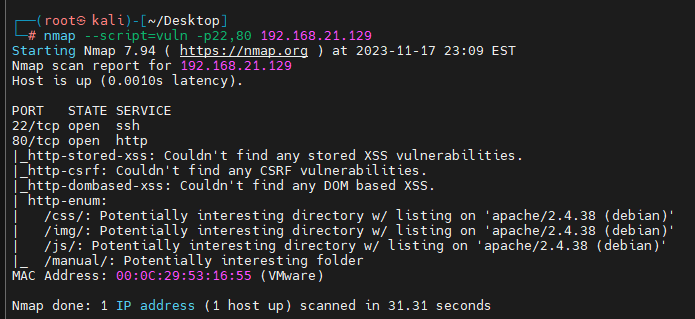 ┌──(root㉿kali)-[~/Desktop]
└─# nmap --script=vuln -p22,80 192.168.21.129
Starting Nmap 7.94 ( https://nmap.org ) at 2023-11-17 23:09 EST
Nmap scan report for 192.168.21.129
Host is up (0.0010s latency).
PORT   STATE SERVICE
22/tcp open  ssh
80/tcp open  http
|_http-stored-xss: Couldn't find any stored XSS vulnerabilities.
|_http-csrf: Couldn't find any CSRF vulnerabilities.
|_http-dombased-xss: Couldn't find any DOM based XSS.
| http-enum:
|   /css/: Potentially interesting directory w/ listing on 'apache/2.4.38 (debian)'
|   /img/: Potentially interesting directory w/ listing on 'apache/2.4.38 (debian)'
|   /js/: Potentially interesting directory w/ listing on 'apache/2.4.38 (debian)'
|_  /manual/: Potentially interesting folder
MAC Address: 00:0C:29:53:16:55 (VMware)
Nmap done: 1 IP address (1 host up) scanned in 31.31 seconds